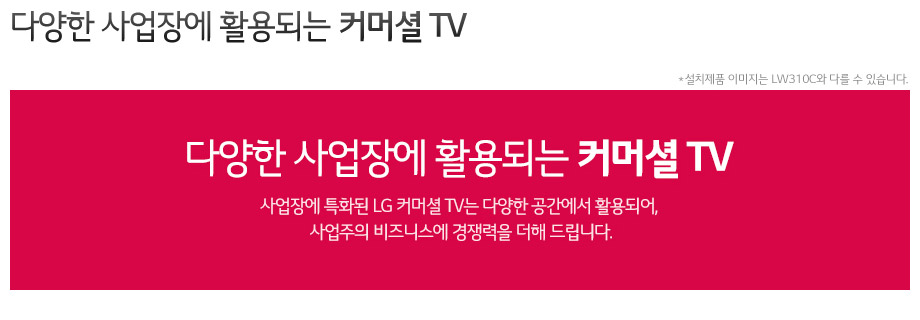 다양한 사업장에 활용되는 커머셜 TV
*설치제품 이미지는 LW310C와 다를 수 있습니다.
다양한 사업장에 활용되는 커머셜 TV
사업장에 특화된 LG 커머셜 TV는 다양한 공간에서 활용되어,
사업주의 비즈니스에 경쟁력을 더해 드립니다.